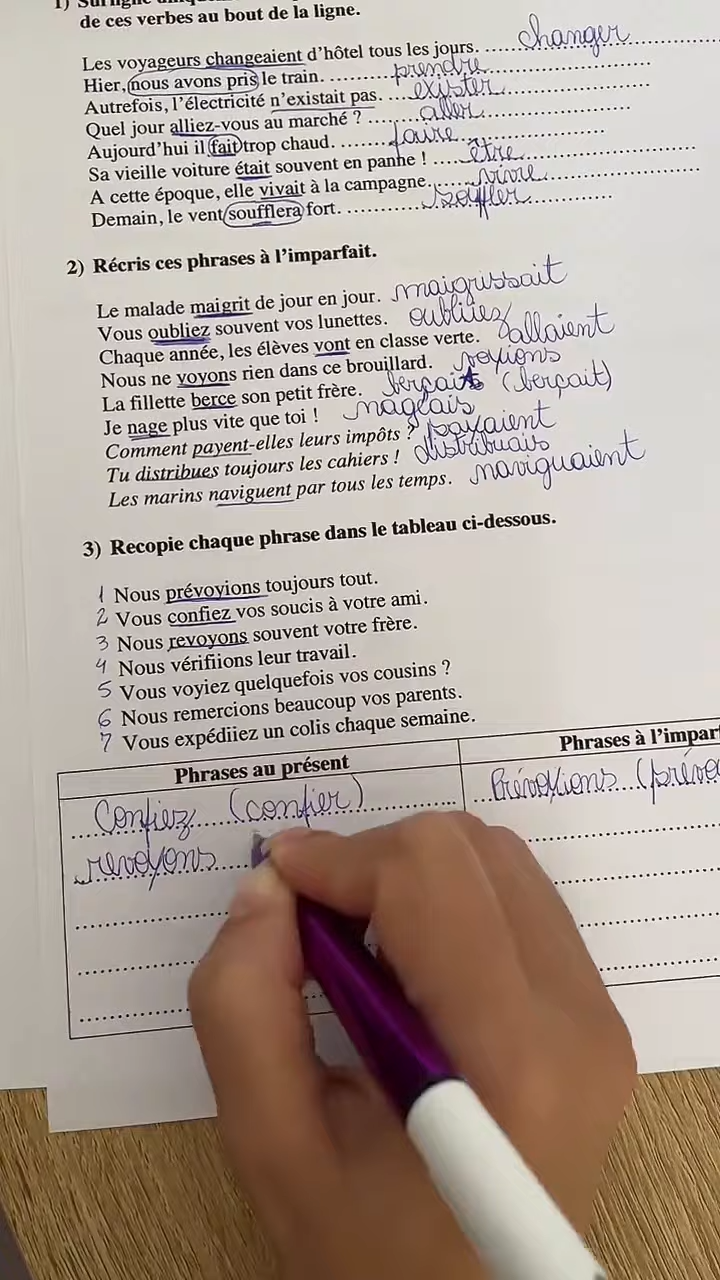 de ces verbes au bout de la ligne.
Les voyageurs changeaient d'hôtel tous les jours. changer
Hier, nous avons pris le train. prendre
Autrefois, l'électricité n'existait pas. exister
Quel jour alliez-vous au marché ? aller
Aujourd'hui il fait trop chaud. faire
Sa vieille voiture était souvent en panne ! être
A cette époque, elle vivait à la campagne. vivre
Demain, le vent soufflera fort. souffler
2) Récris ces phrases à l'imparfait.
Le malade maigrit de jour en jour. maigrissait
Vous oubliez souvent vos lunettes. oubliiez
Chaque année, les élèves vont en classe verte. allaient
Nous ne voyons rien dans ce brouillard. voyions
La fillette berce son petit frère. berçait (berçait)
Je nage plus vite que toi ! nageais
Comment payent-elles leurs impôts ? payaient
Tu distribues toujours les cahiers ! distribuais
Les marins naviguent par tous les temps. naviguaient
3) Recopie chaque phrase dans le tableau ci-dessous.
1 Nous prévoyions toujours tout.
2 Vous confiez vos soucis à votre ami.
3 Nous revoyons souvent votre frère.
4 Nous vérifiions leur travail.
5 Vous voyiez quelquefois vos cousins ?
6 Nous remercions beaucoup vos parents.
7 Vous expédiiez un colis chaque semaine.
Phrases au présent Phrases à l'impar
Confiez (confier) Prévoyions (prévo
revoyons